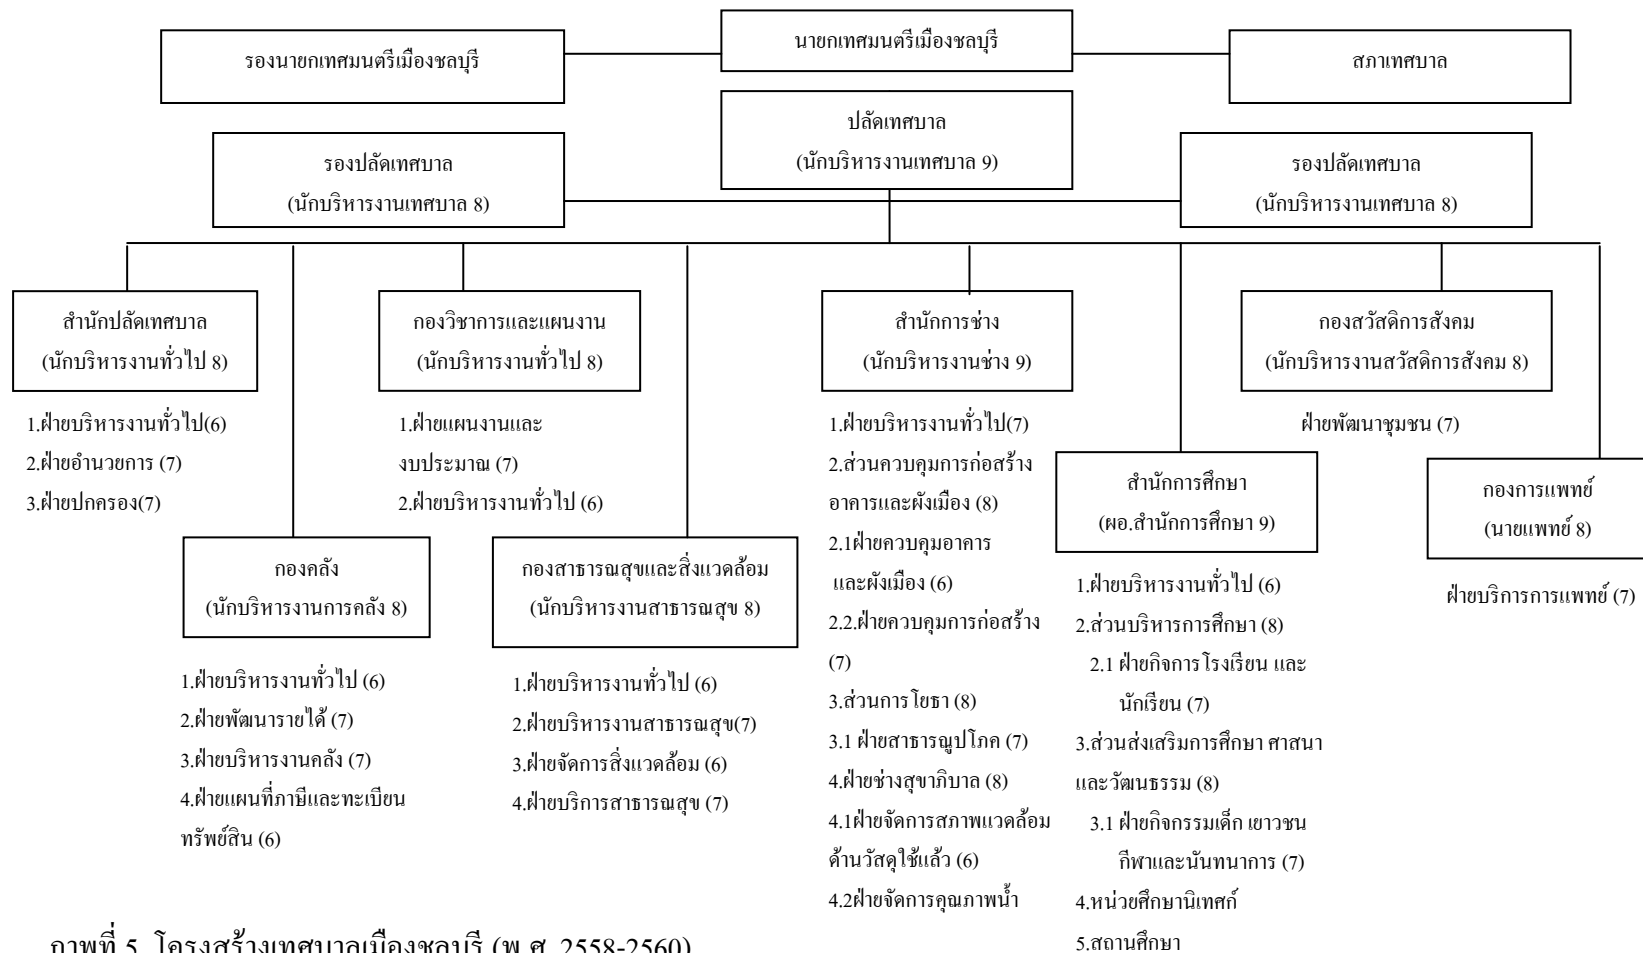 นายกเทศมนตรีเมืองชลบุรี
รองนายกเทศมนตรีเมืองชลบุรี
สภาเทศบาล
ปลัดเทศบาล
(นักบริหารงานเทศบาล 9)
รองปลัดเทศบาล
(นักบริหารงานเทศบาล 8)
รองปลัดเทศบาล
(นักบริหารงานเทศบาล 8)
สำนักปลัดเทศบาล
(นักบริหารงานทั่วไป 8)
1.ฝ่ายบริหารงานทั่วไป(6)
2.ฝ่ายอำนวยการ (7)
3.ฝ่ายปกครอง(7)
กองคลัง
(นักบริหารงานการคลัง 8)
1.ฝ่ายบริหารงานทั่วไป (6)
2.ฝ่ายพัฒนารายได้ (7)
3.ฝ่ายบริหารงานคลัง (7)
4.ฝ่ายแผนที่ภาษีและทะเบียน
ทรัพย์สิน (6)
กองวิชาการและแผนงาน
(นักบริหารงานทั่วไป 8)
1.ฝ่ายแผนงานและ
งบประมาณ (7)
2.ฝ่ายบริหารงานทั่วไป (6)
กองสาธารณสุขและสิ่งแวดล้อม
(นักบริหารงานสาธารณสุข 8)
1.ฝ่ายบริหารงานทั่วไป (6)
2.ฝ่ายบริหารงานสาธารณสุข(7)
3.ฝ่ายจัดการสิ่งแวดล้อม (6)
4.ฝ่ายบริการสาธารณสุข (7)
สำนักการช่าง
(นักบริหารงานช่าง 9)
1.ฝ่ายบริหารงานทั่วไป(7)
2.ส่วนควบคุมการก่อสร้าง
อาคารและผังเมือง (8)
2.1ฝ่ายควบคุมอาคาร
และผังเมือง (6)
2.2.ฝ่ายควบคุมการก่อสร้าง
(7)
3.ส่วนการโยธา (8)
3.1 ฝ่ายสาธารณูปโภค (7)
4.ฝ่ายช่างสุขาภิบาล (8)
4.1ฝ่ายจัดการสภาพแวดล้อม
ด้านวัสดุใช้แล้ว (6)
4.2ฝ่ายจัดการคุณภาพน้ำ
สำนักการศึกษา
(ผอ.สำนักการศึกษา 9)
1.ฝ่ายบริหารงานทั่วไป (6)
2.ส่วนบริหารการศึกษา (8)
2.1 ฝ่ายกิจการโรงเรียน และ
นักเรียน (7)
3.ส่วนส่งเสริมการศึกษา ศาสนา
และวัฒนธรรม (8)
3.1 ฝ่ายกิจกรรมเด็ก เยาวชน
กีฬาและนันทนาการ (7)
4.หน่วยศึกษานิเทศก์
5.สถานศึกษา
กองสวัสดิการสังคม
(นักบริหารงานสวัสดิการสังคม 8)
ฝ่ายพัฒนาชุมชน (7)
กองการแพทย์
(นายแพทย์ 8)
ฝ่ายบริการการแพทย์ (7)
ภาพที่ 5 โครงสร้างเทศบาลเมืองชลบุรี (พ.ศ. 2558-2560)